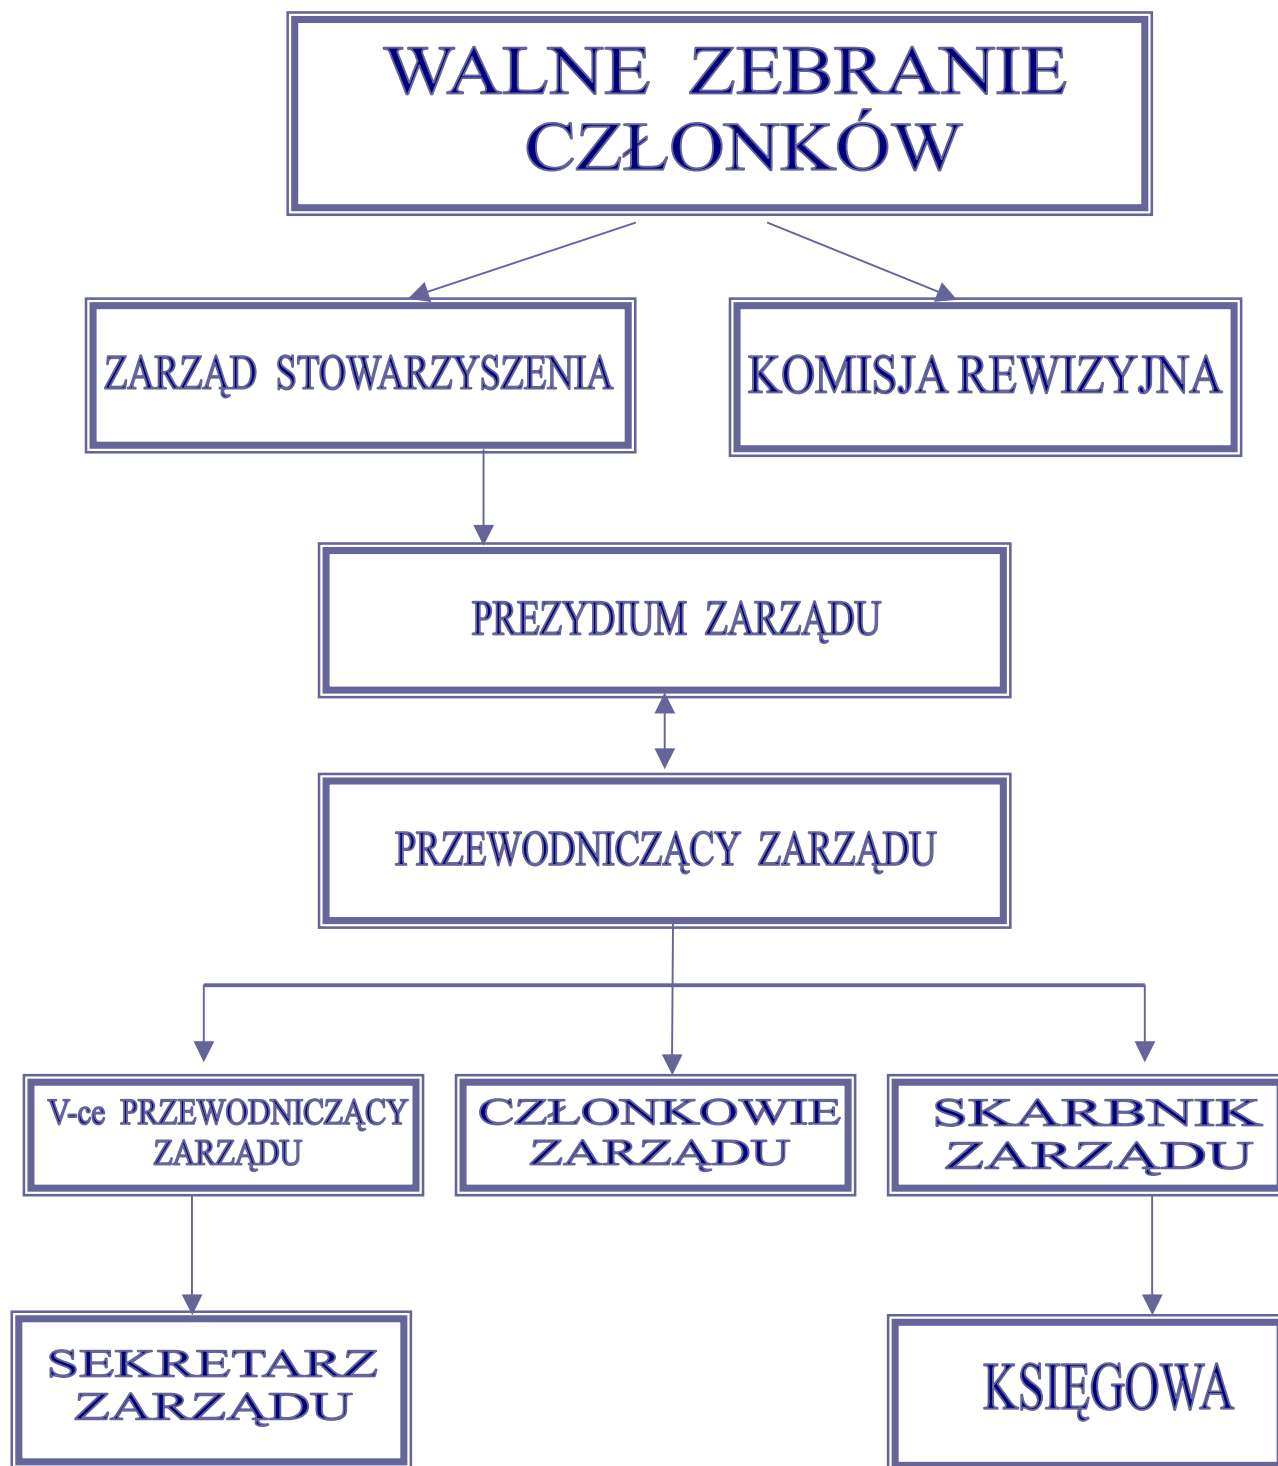 WALNE ZEBRANIE
CZŁONKÓW
ZARZĄD STOWARZYSZENIA
KOMISJA REWIZYJNA
PREZYDIUM ZARZĄDU
PRZEWODNICZĄCY ZARZĄDU
V-ce PRZEWODNICZĄCY
ZARZĄDU
CZŁONKOWIE
ZARZĄDU
SKARBNIK
ZARZĄDU
SEKRETARZ
ZARZĄDU
KSIĘGOWA